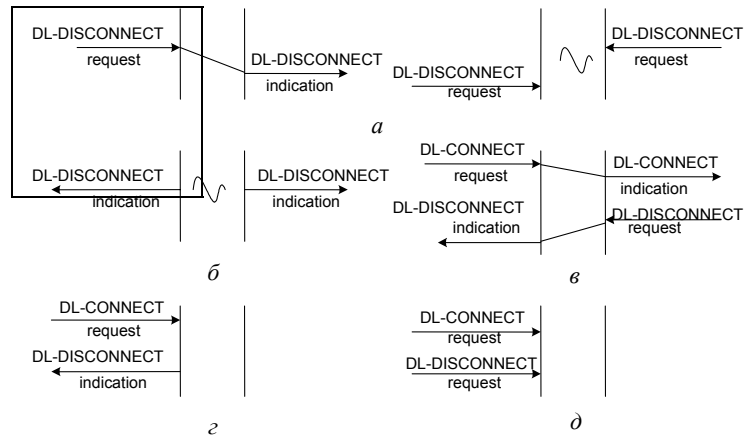 DL-DISCONNECT
request
DL-DISCONNECT
indication
DL-DISCONNECT
request
DL-DISCONNECT
request
а
DL-DISCONNECT
indication
DL-DISCONNECT
indication
DL-CONNECT
request
DL-CONNECT
indication
DL-DISCONNECT
indication
DL-DISCONNECT
request
б
в
DL-CONNECT
request
DL-DISCONNECT
indication
DL-CONNECT
request
DL-DISCONNECT
request
г
д